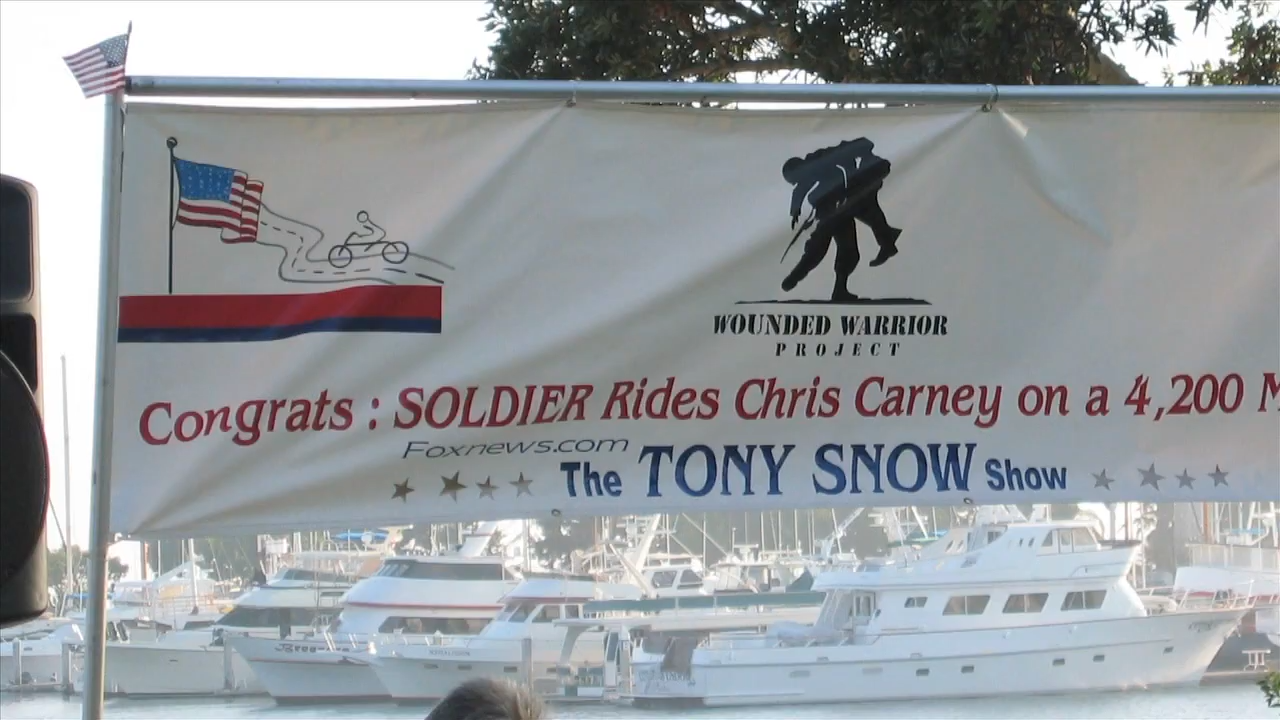 WOUNDED WARRIOR
PROJECT
Congrats : SOLDIER Rides Chris Carney on a 4,200 M
Foxnews.com
The TONY SNOW Show